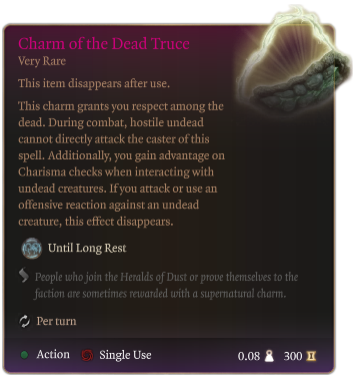 Charm of the Dead Truce
Very Rare
This item disappears after use.
This charm grants you respect among the
dead. During combat, hostile undead
cannot directly attack the caster of this
spell. Additionally, you gain advantage on
Charisma checks when interacting with
undead creatures. If you attack or use an
offensive reaction against an undead
creature, this effect disappears.
Until Long Rest
People who join the Heralds of Dust or prove themselves to the
faction are sometimes rewarded with a supernatural charm.
Per turn
Action Single Use 0.08 300